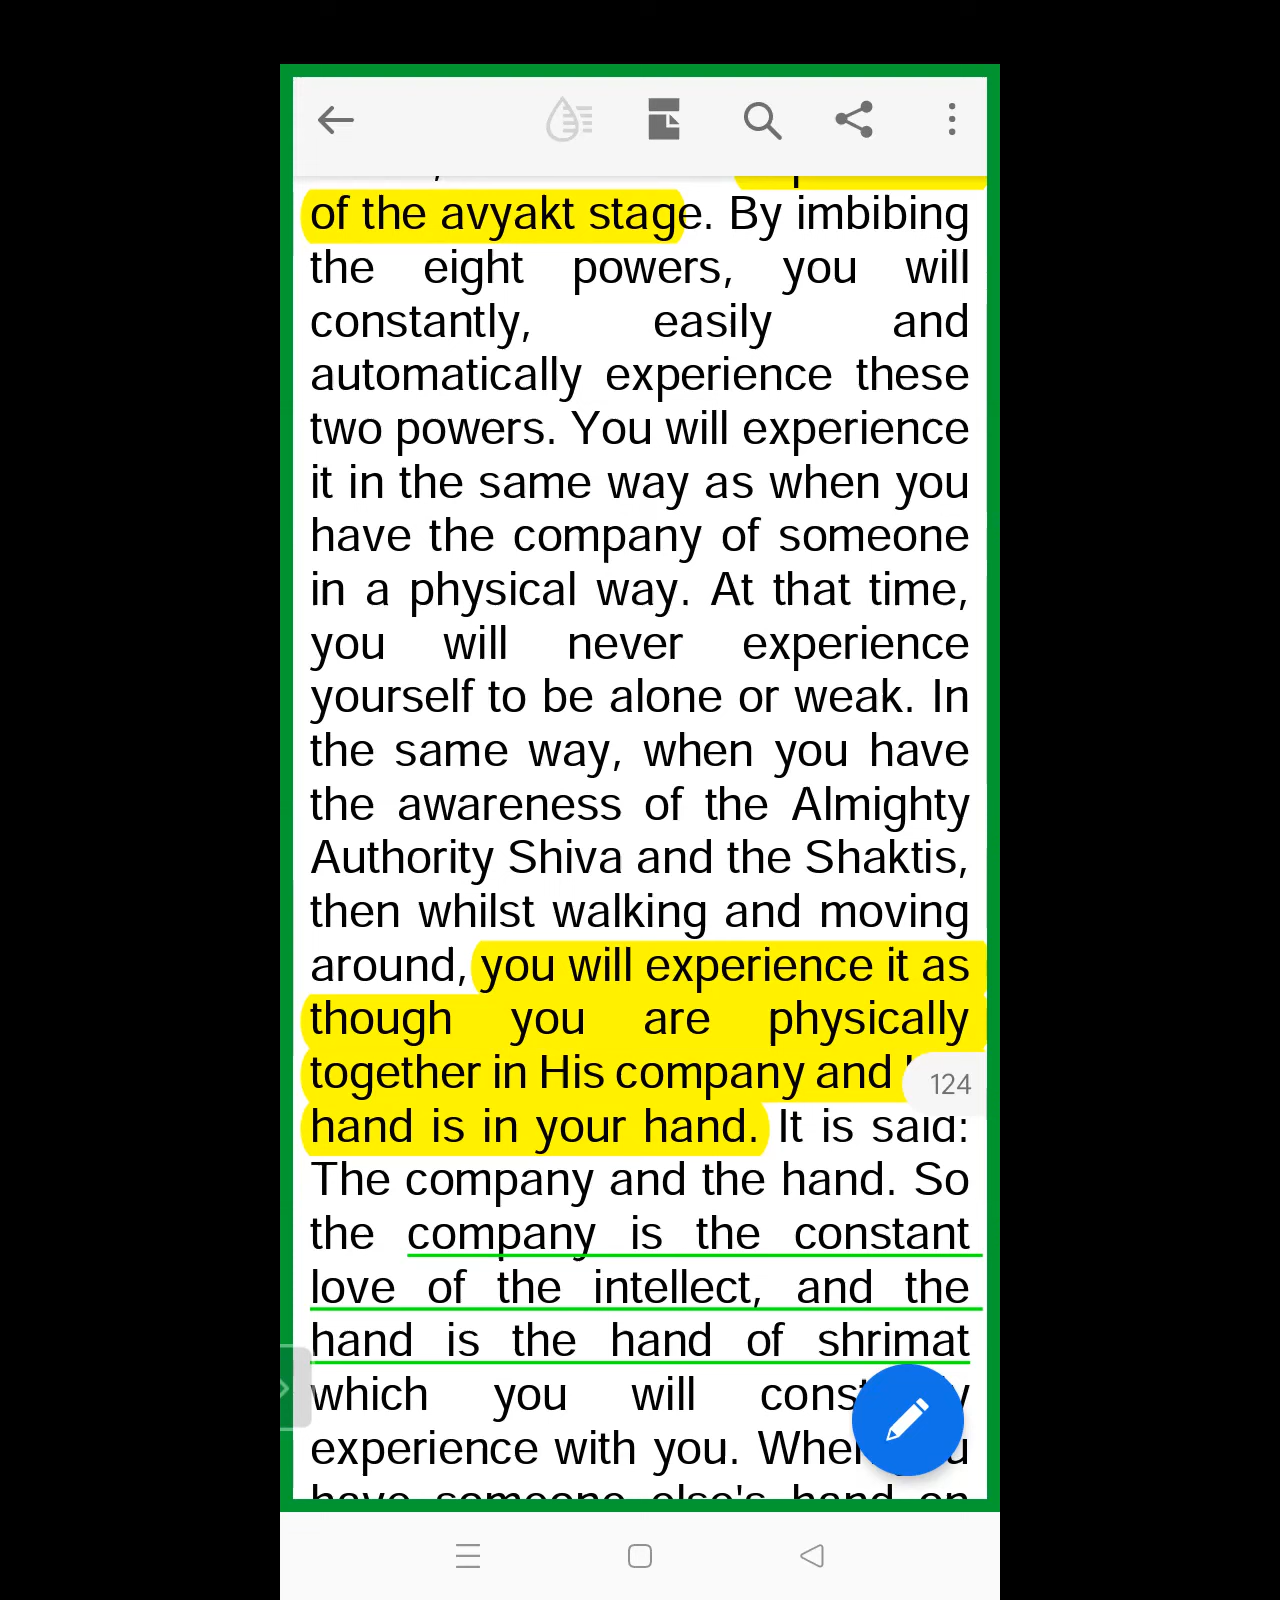 of the avyakt stage. By imbibing
the eight powers, you will
constantly, easily and
automatically experience these
two powers. You will experience
it in the same way as when you
have the company of someone
in a physical way. At that time,
you will never experience
yourself to be alone or weak. In
the same way, when you have
the awareness of the Almighty
Authority Shiva and the Shaktis,
then whilst walking and moving
around, you will experience it as
though you are physically
together in His company and
124
hand is in your hand. It is said:
The company and the hand. So
the company is the constant
love of the intellect, and the
hand is the hand of shrimat
which you will
experience with you.
have someone else's hand on